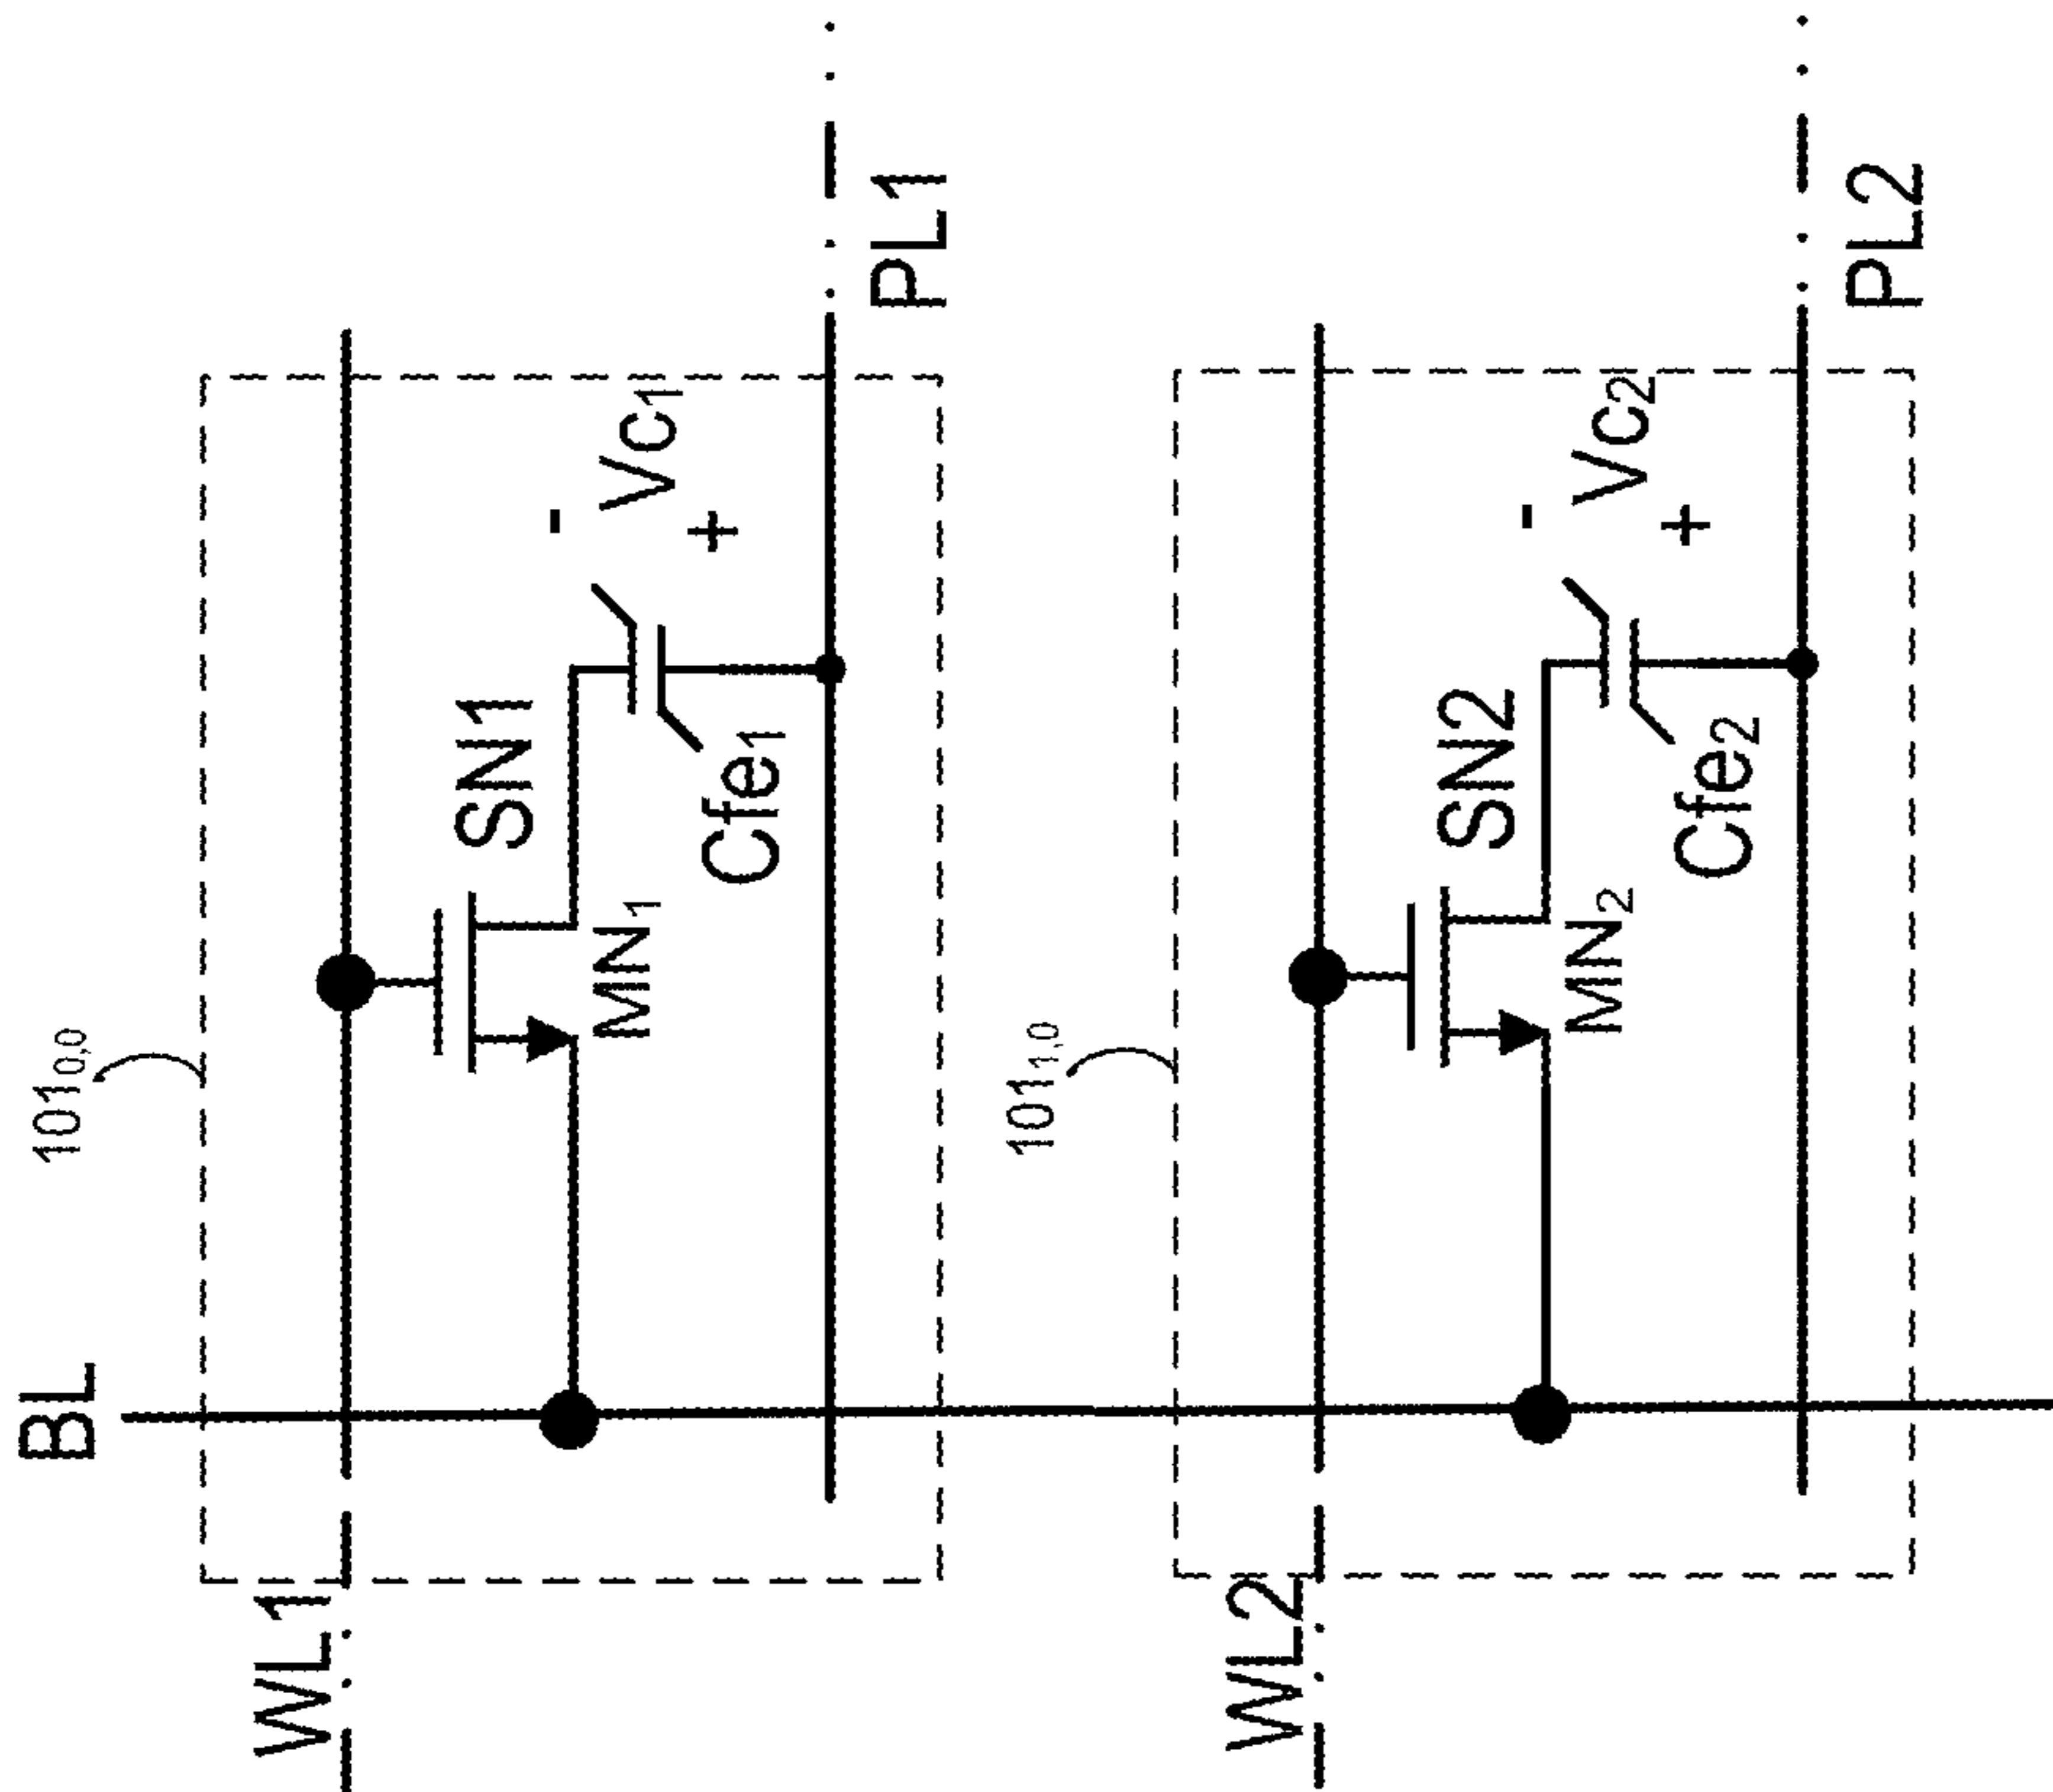 BL
101₀,₀
WL1
SN1
-
Vc₁
+
MN₁
Cfe₁
PL1
101₁,₀
WL2
SN2
-
Vc₂
+
MN₂
Cfe₂
PL2